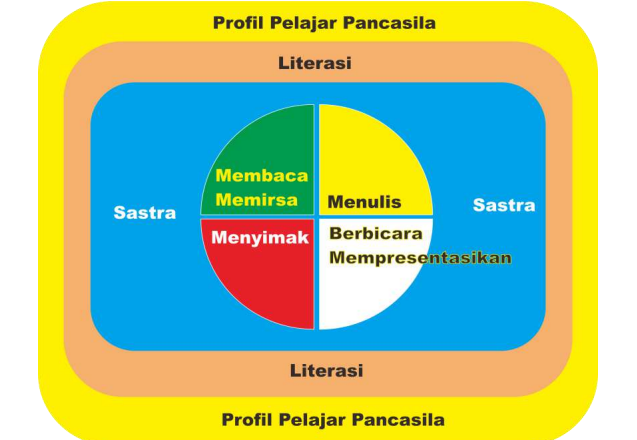 Profil Pelajar Pancasila
Literasi
Membaca
Memirsa
Menulis
Sastra
Sastra
Menyimak
Berbicara
Mempresentasikan
Literasi
Profil Pelajar Pancasila